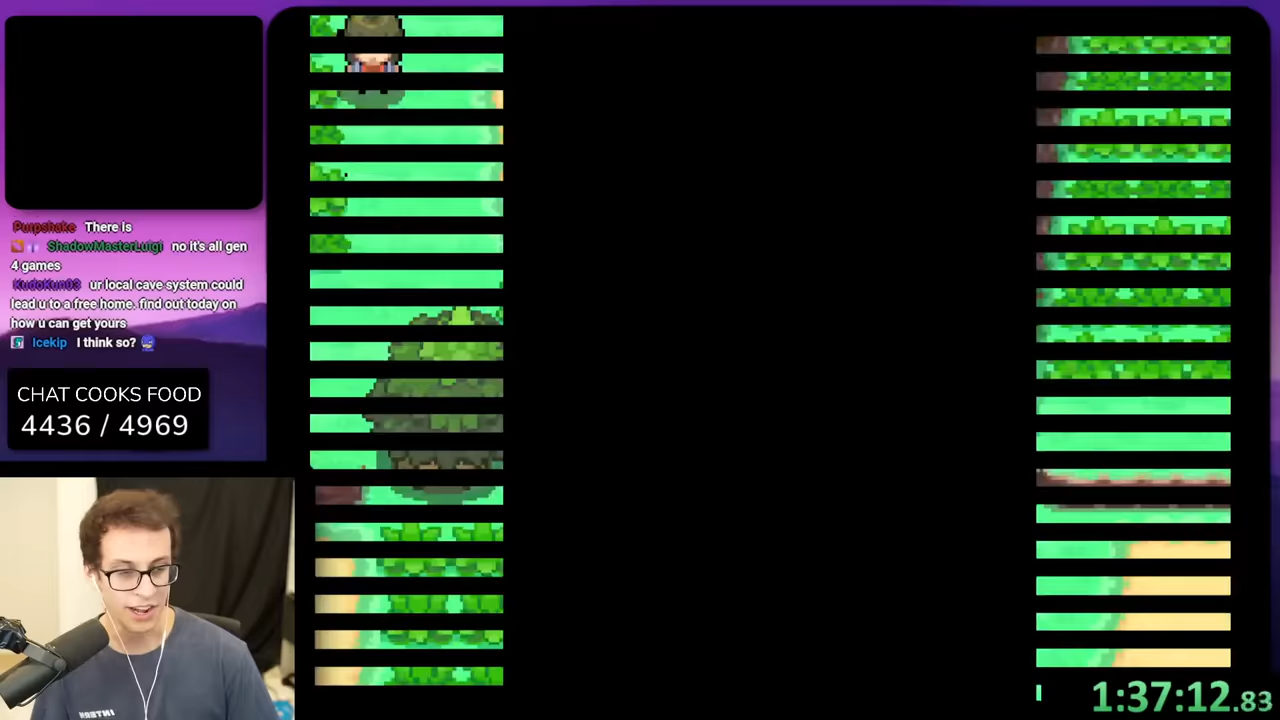 Purpshake There is
ShadowMasterLuigi no it's all gen
4 games
KudoKun03 ur local cave system could
lead u to a free home. find out today on
how u can get yours
Icekip I think so?
CHAT COOKS FOOD
4436 / 4969
1:37:12.83